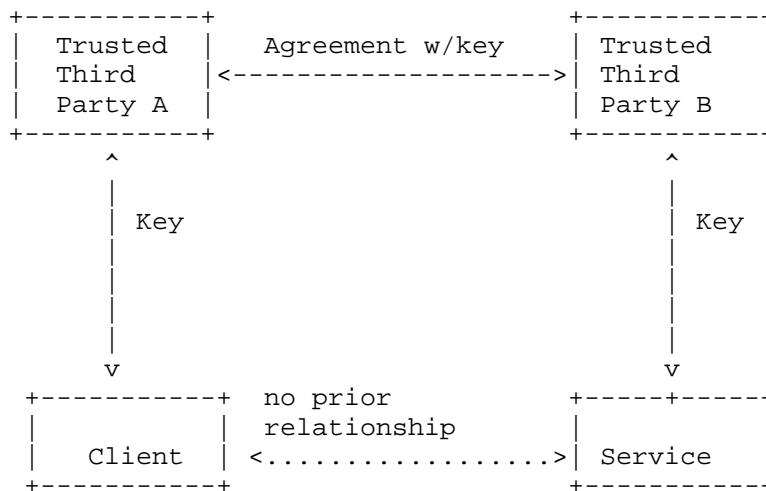 Trusted Agreement w/key Trusted
Third Third
Party A Party B
Key Key
no prior
relationship
Client Service